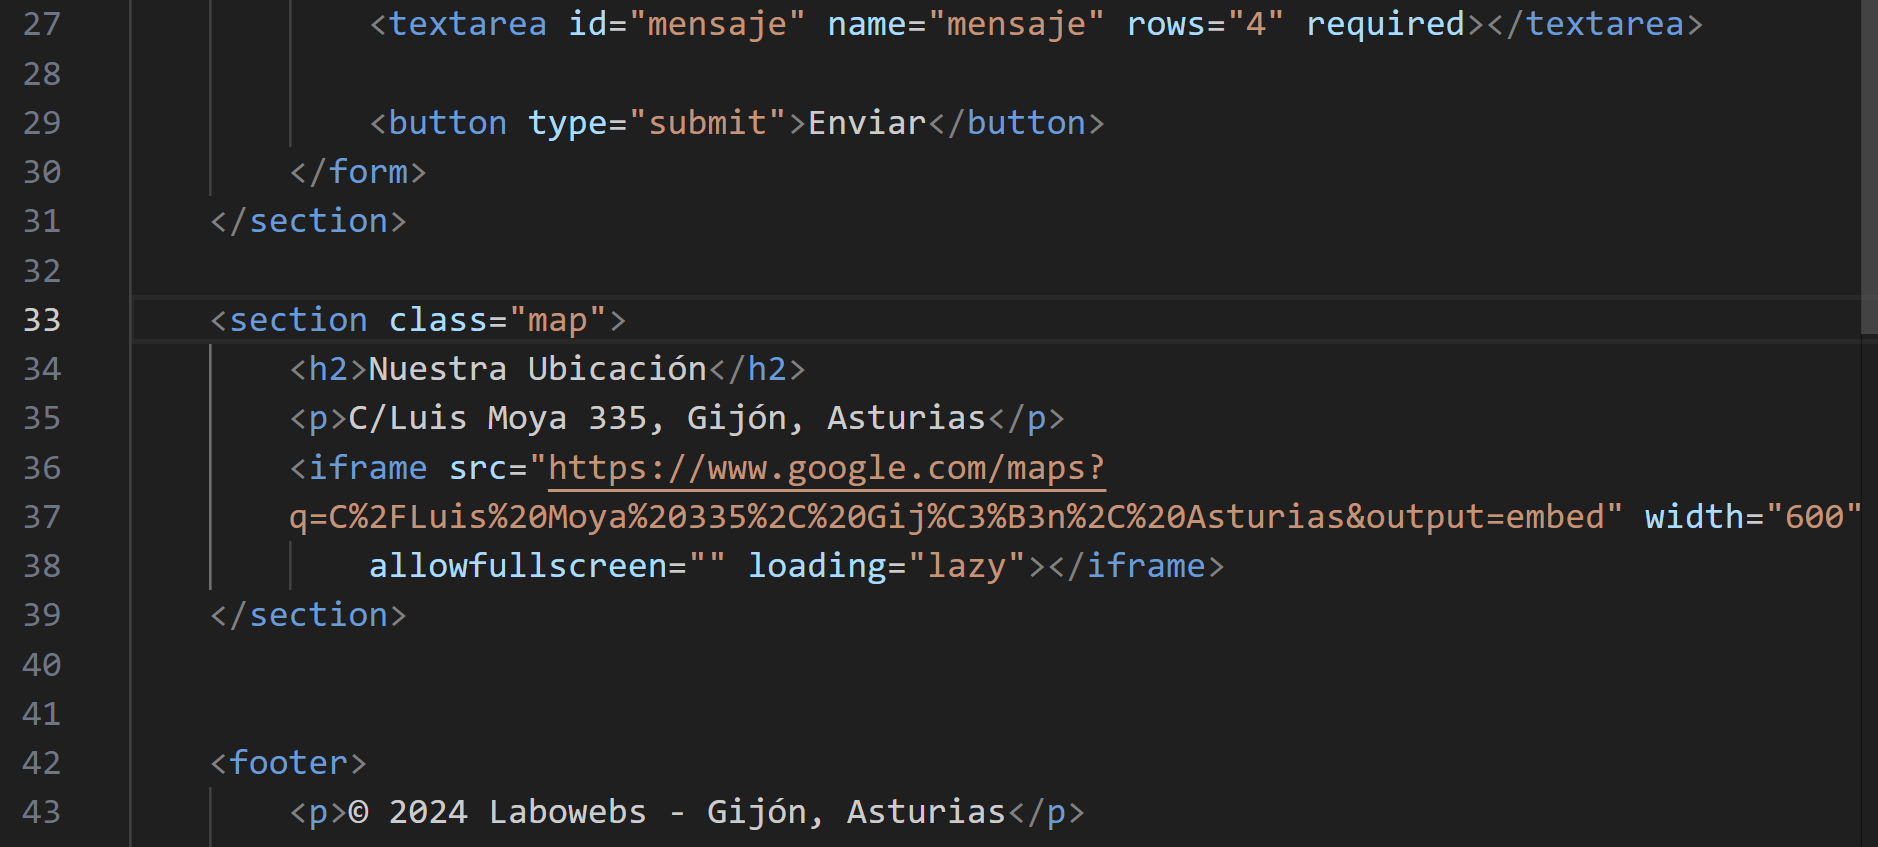 27 <textarea id="mensaje" name="mensaje" rows="4" required></textarea>
28
29 <button type="submit">Enviar</button>
30 </form>
31 </section>
32
33 <section class="map">
34 <h2>Nuestra Ubicación</h2>
35 <p>C/Luis Moya 335, Gijón, Asturias</p>
36 <iframe src="https://www.google.com/maps?
37 q=C%2FLuis%20Moya%20335%2C%20Gij%C3%B3n%2C%20Asturias&output=embed" width="600"
38 allowfullscreen="" loading="lazy"></iframe>
39 </section>
40
41
42 <footer>
43 <p>© 2024 Labowebs - Gijón, Asturias</p>